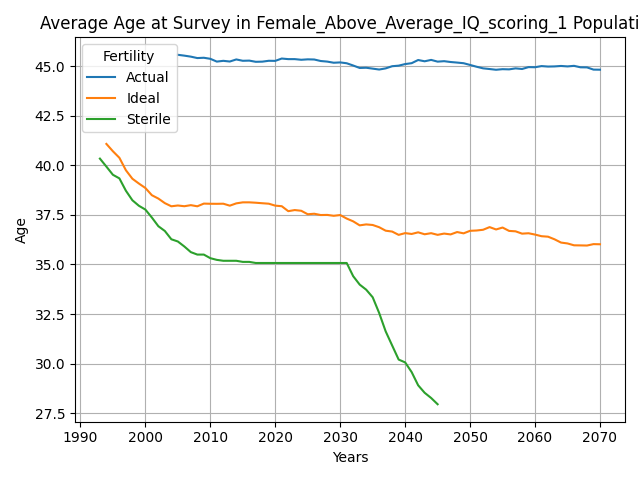 Average Age at Survey in Female_Above_Average_IQ_scoring_1 Populati
Fertility
Actual
Ideal
Sterile
45.0
42.5
40.0
37.5
35.0
32.5
30.0
27.5
Age
1990 2000 2010 2020 2030 2040 2050 2060 2070
Years